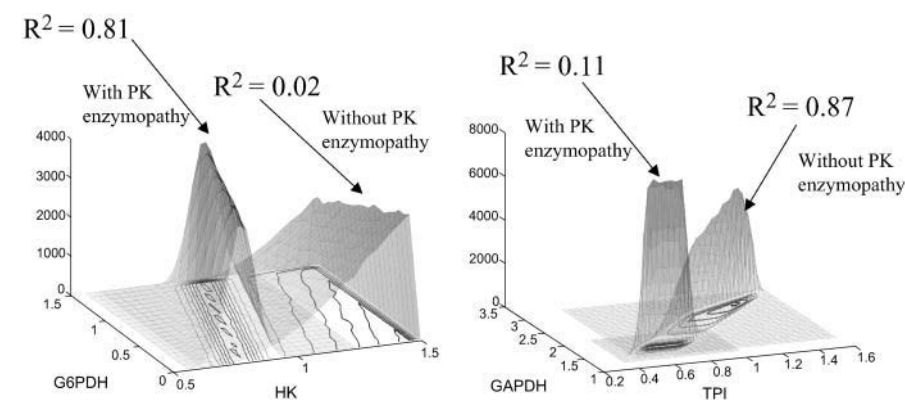 R² = 0.81
With PK
enzymopathy
R² = 0.02
Without PK
enzymopathy
4000
3000
2000
1000
0
1.5
1
0.5
0
G6PDH
0.5
1
1.5
HK
R² = 0.11
With PK
enzymopathy
R² = 0.87
Without PK
enzymopathy
8000
6000
4000
2000
0
3.5
3
2.5
2
1.5
1
GAPDH
0.2
0.4
0.6
0.8
1
1.2
1.4
1.6
TPI